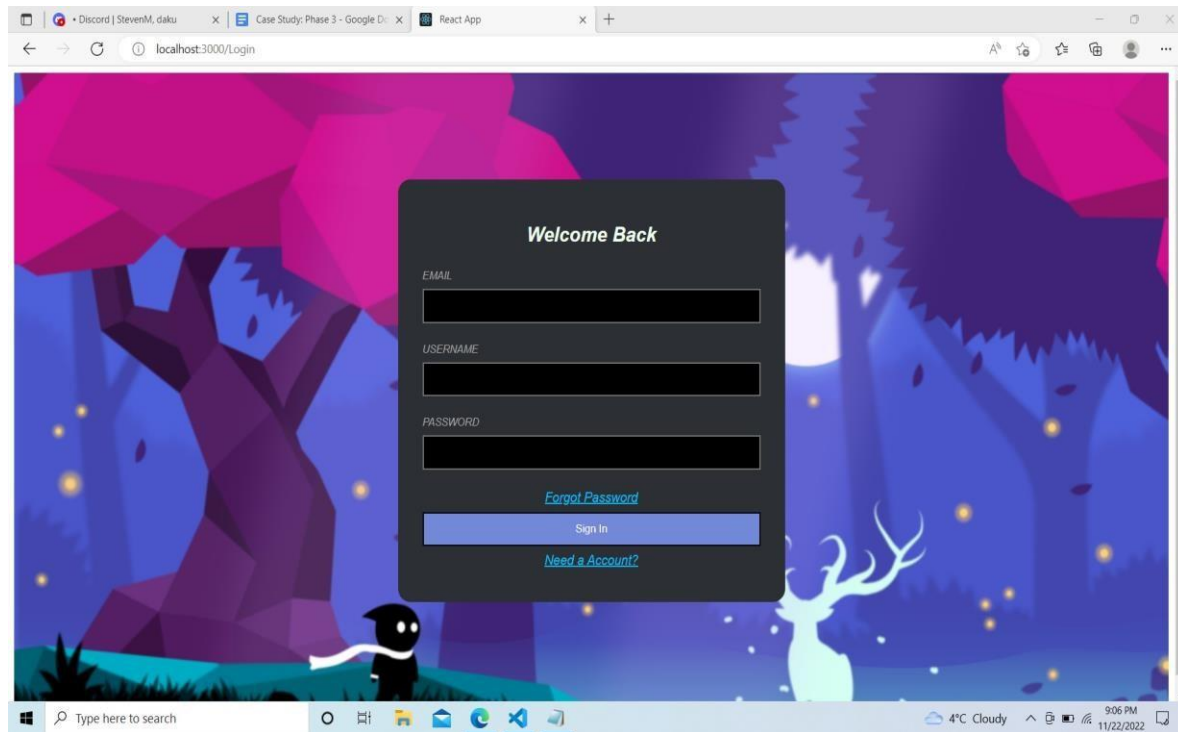 • Discord | StevenM, daku
Case Study: Phase 3 - Google Do
React App
localhost:3000/Login
Welcome Back
EMAIL
USERNAME
PASSWORD
Forgot Password
Sign In
Need a Account?
Type here to search
4°C Cloudy
9:06 PM
11/22/2022